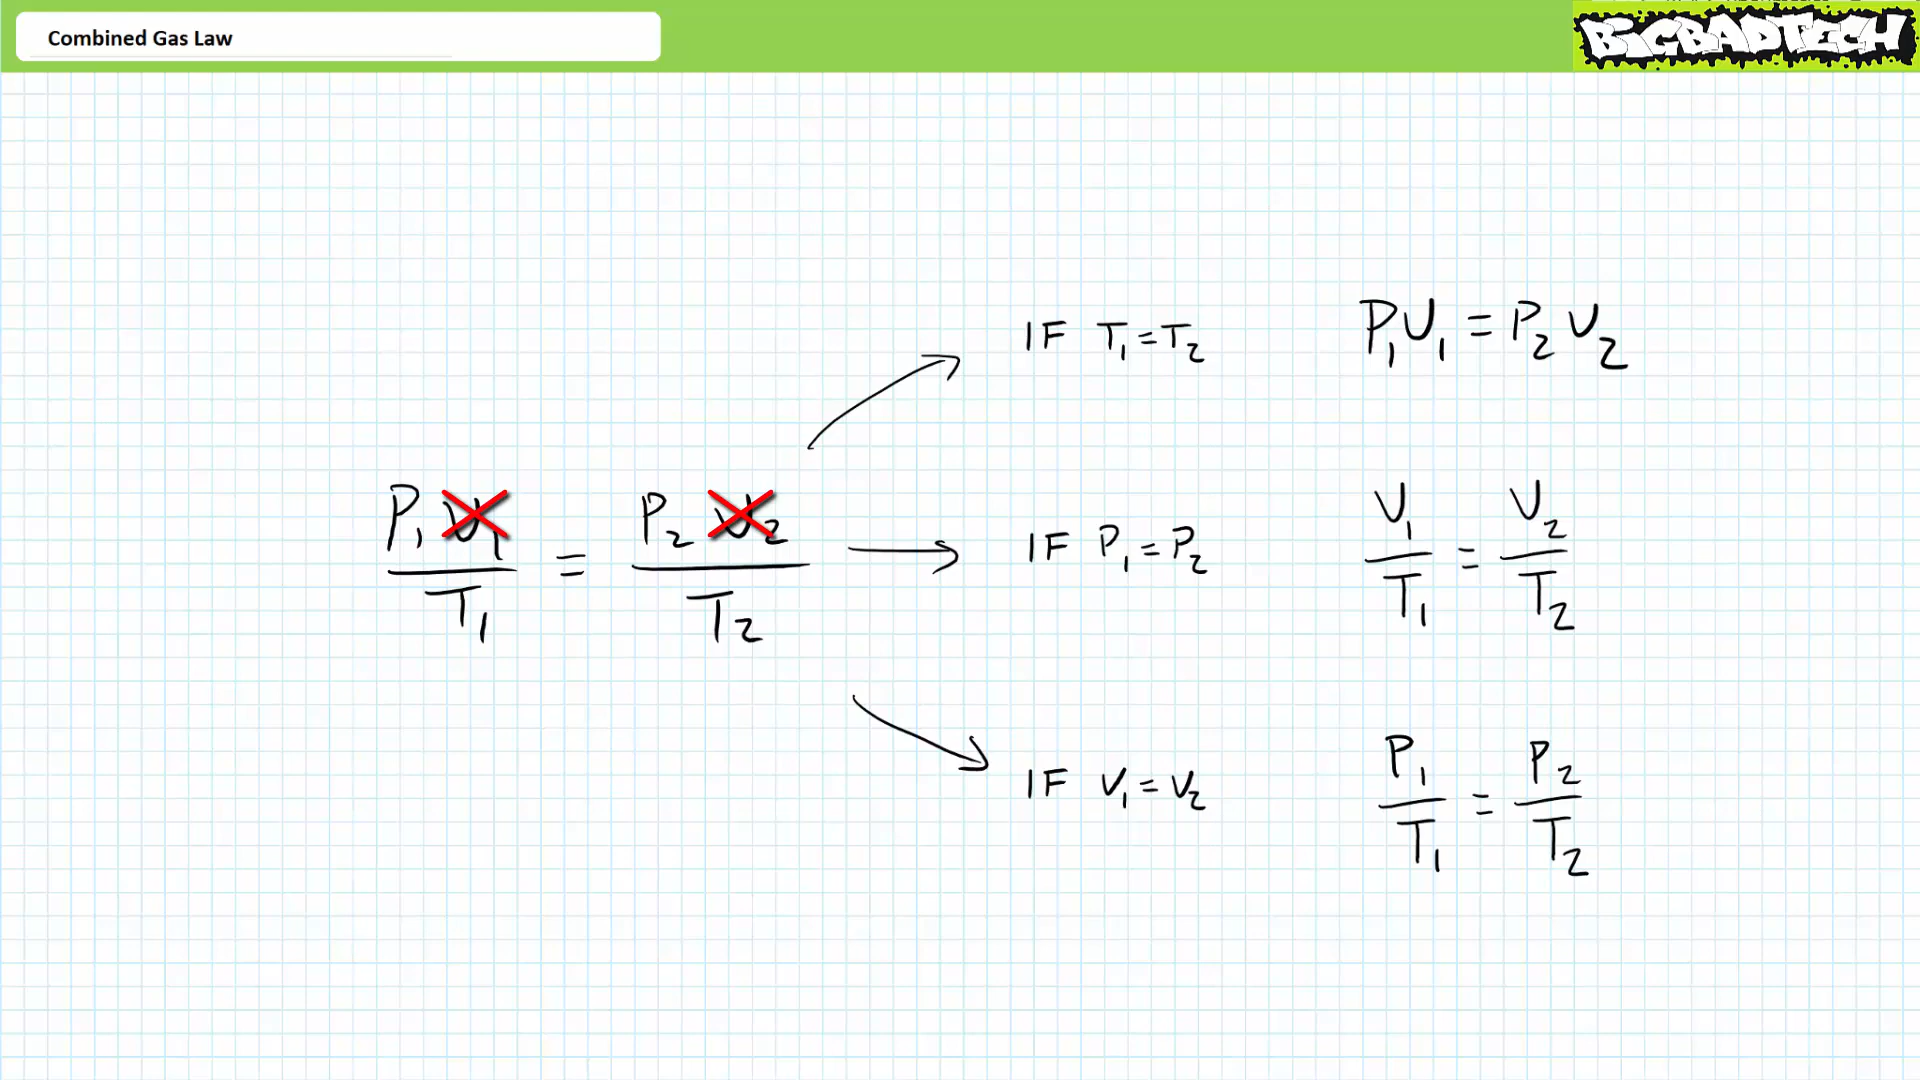 Combined Gas Law
BIGBADTECH
IF T₁=T₂ P₁V₁ = P₂V₂
P₁V₁/T₁ = P₂V₂/T₂
IF P₁=P₂ V₁/T₁ = V₂/T₂
IF V₁=V₂ P₁/T₁ = P₂/T₂